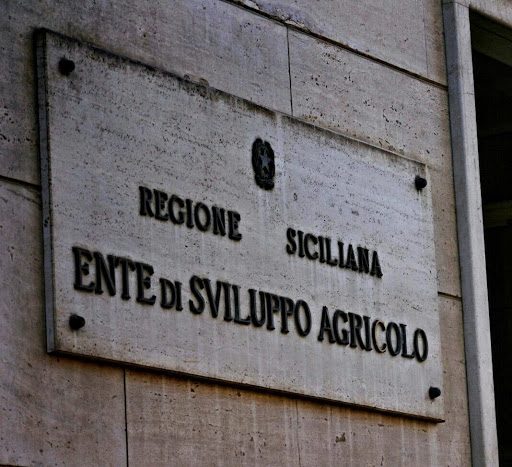 REGIONE SICILIANA
ENTE DI SVILUPPO AGRICOLO